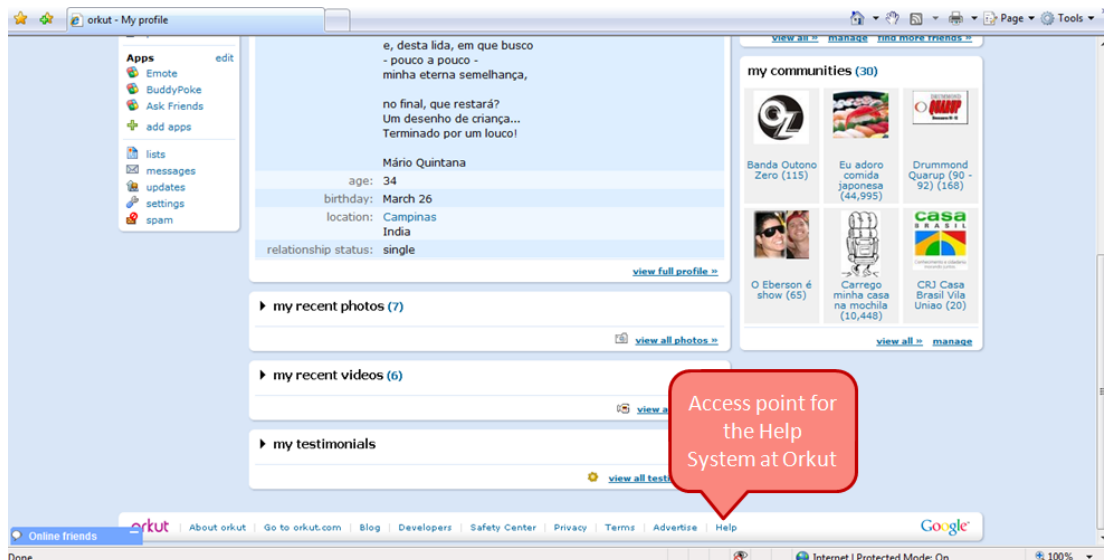 orkut - My profile
Page
Tools
Apps edit
Emote
BuddyPoke
Ask Friends
add apps
lists
messages
updates
settings
spam
e, desta lida, em que busco
- pouco a pouco -
minha eterna semelhança,
no final, que restará?
Um desenho de criança...
Terminado por um louco!
Mário Quintana
age: 34
birthday: March 26
location: Campinas
India
relationship status: single
view full profile »
my recent photos (7)
view all photos »
my recent videos (6)
view a
my testimonials
view all testi
view all » manage find more friends »
my communities (30)
OZ
DRUMMOND
QUARUP
casa
BRASIL
Banda Outono
Zero (115)
Eu adoro
comida
japonesa
(44,995)
Drummond
Quarup (90 -
92) (168)
O Eberson é
show (65)
Carrego
minha casa
na mochila
(10,448)
CRJ Casa
Brasil Vila
Uniao (20)
view all » manage
Access point for
the Help
System at Orkut
orkut About orkut Go to orkut.com Blog Developers Safety Center Privacy Terms Advertise Help Google
Online friends
Done
Internet | Protected Mode: On
100%